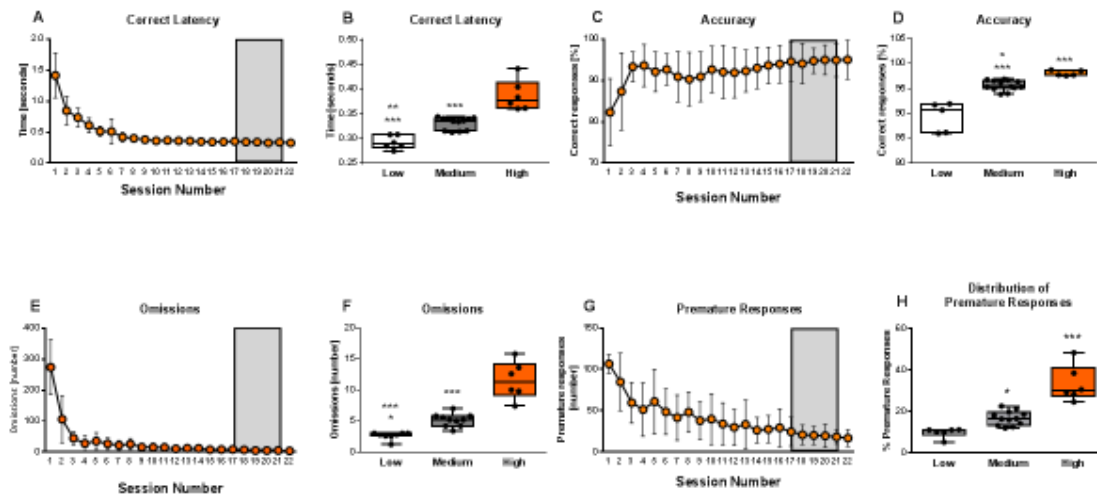 A Correct Latency
Time [seconds]
2.0
1.5
1.0
0.5
0.0
1 2 3 4 5 6 7 8 9 10 11 12 13 14 15 16 17 18 19 20 21 22
Session Number
B Correct Latency
Time [seconds]
0.50
0.45
0.40
0.35
0.30
0.25
**
***
***
Low Medium High
C Accuracy
Correct responses [%]
100
90
80
70
1 2 3 4 5 6 7 8 9 10 11 12 13 14 15 16 17 18 19 20 21 22
Session Number
D Accuracy
Correct responses [%]
105
100
95
90
85
80
*
***
***
Low Medium High
E Omissions
Omissions [number]
400
300
200
100
0
1 2 3 4 5 6 7 8 9 10 11 12 13 14 15 16 17 18 19 20 21 22
Session Number
F Omissions
Omissions [number]
20
15
10
5
0
***
*
***
Low Medium High
G Premature Responses
Premature responses
[number]
150
100
50
0
1 2 3 4 5 6 7 8 9 10 11 12 13 14 15 16 17 18 19 20 21 22
Session Number
H Distribution of
Premature Responses
% Premature Responses
60
40
20
0
*
***
Low Medium High